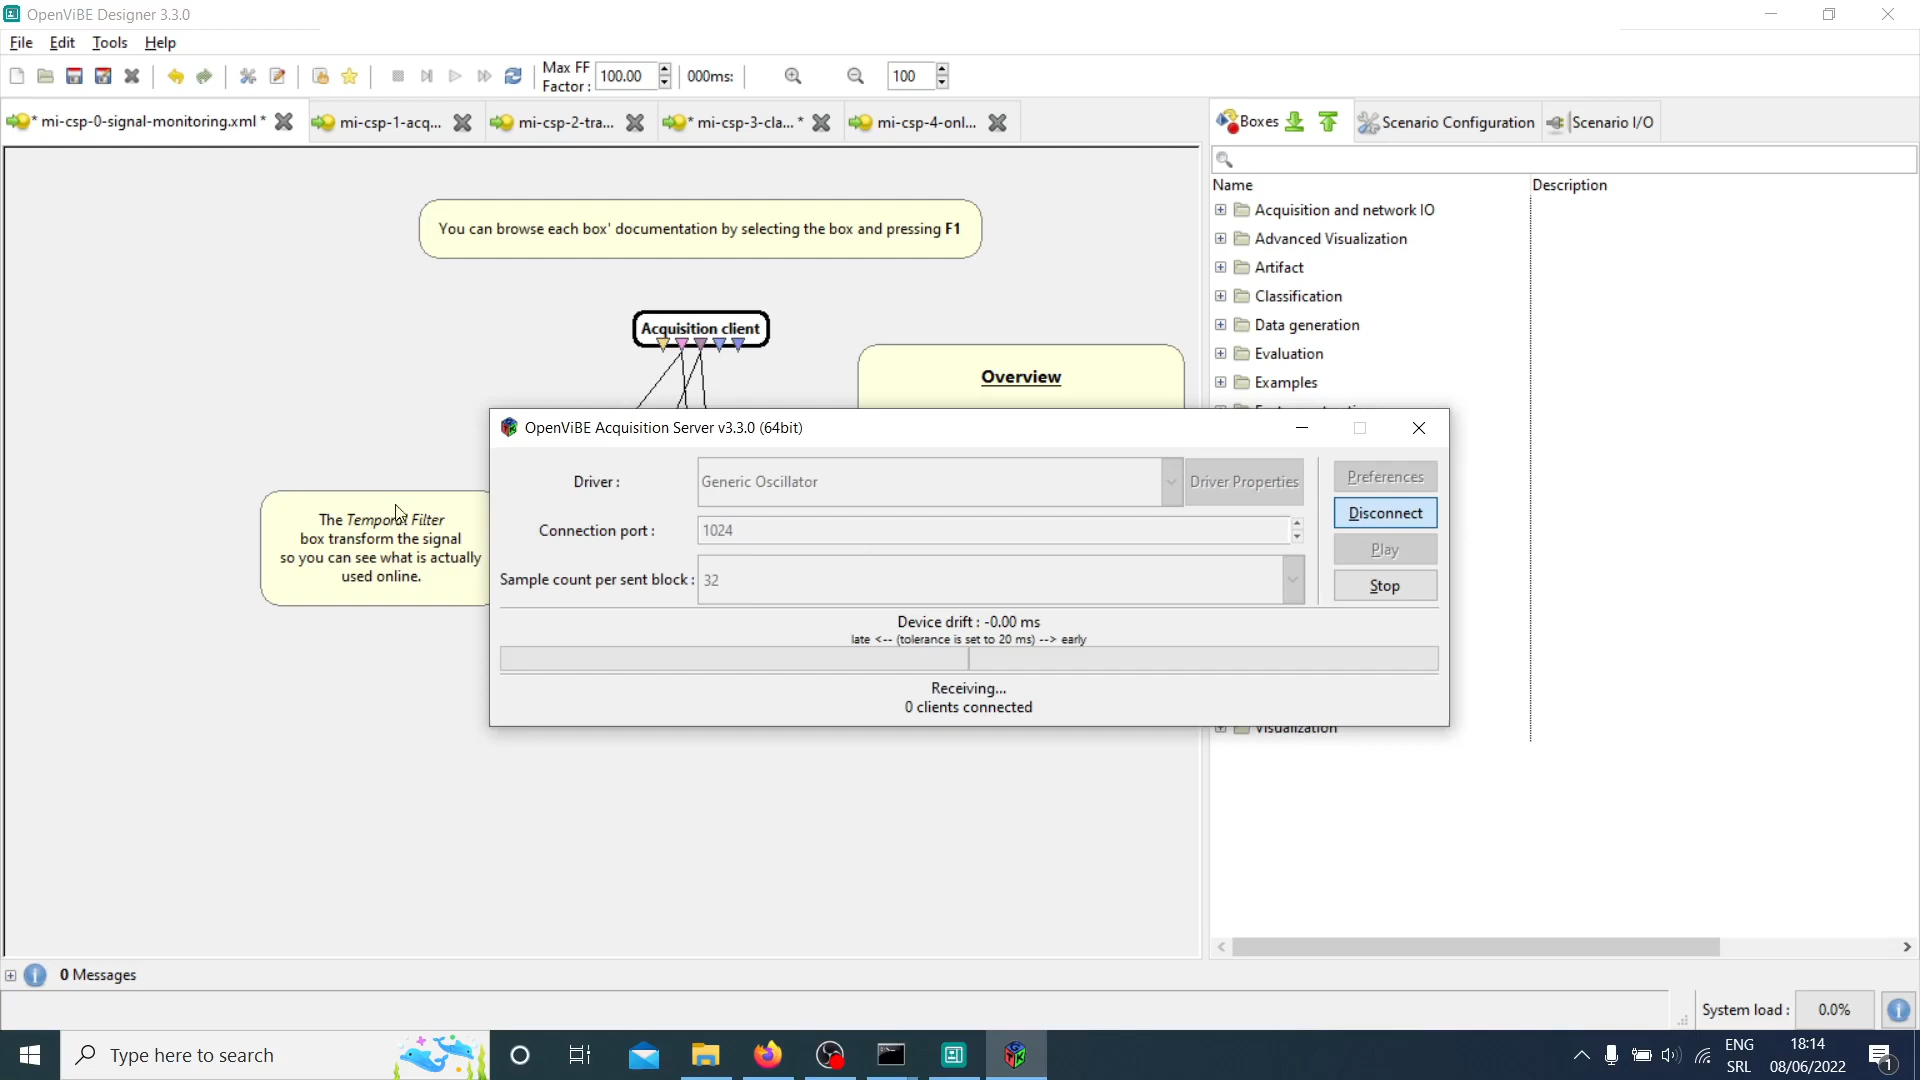 OpenViBE Designer 3.3.0
File Edit Tools Help
Max FF Factor : 100.00 000ms: 100
* mi-csp-0-signal-monitoring.xml *
mi-csp-1-acq...
mi-csp-2-tra...
* mi-csp-3-cla... *
mi-csp-4-onl...
Boxes
Scenario Configuration
Scenario I/O
Name Description
Acquisition and network IO
Advanced Visualization
Artifact
Classification
Data generation
Evaluation
Examples
Visualization
You can browse each box' documentation by selecting the box and pressing F1
Acquisition client
Overview
The Temporal Filter
box transform the signal
so you can see what is actually
used online.
OpenViBE Acquisition Server v3.3.0 (64bit)
Driver : Generic Oscillator Driver Properties
Connection port : 1024
Sample count per sent block : 32
Preferences
Disconnect
Play
Stop
Device drift : -0.00 ms
late <-- (tolerance is set to 20 ms) --> early
Receiving...
0 clients connected
0 Messages
System load : 0.0%
Type here to search
ENG
SRL
18:14
08/06/2022
1